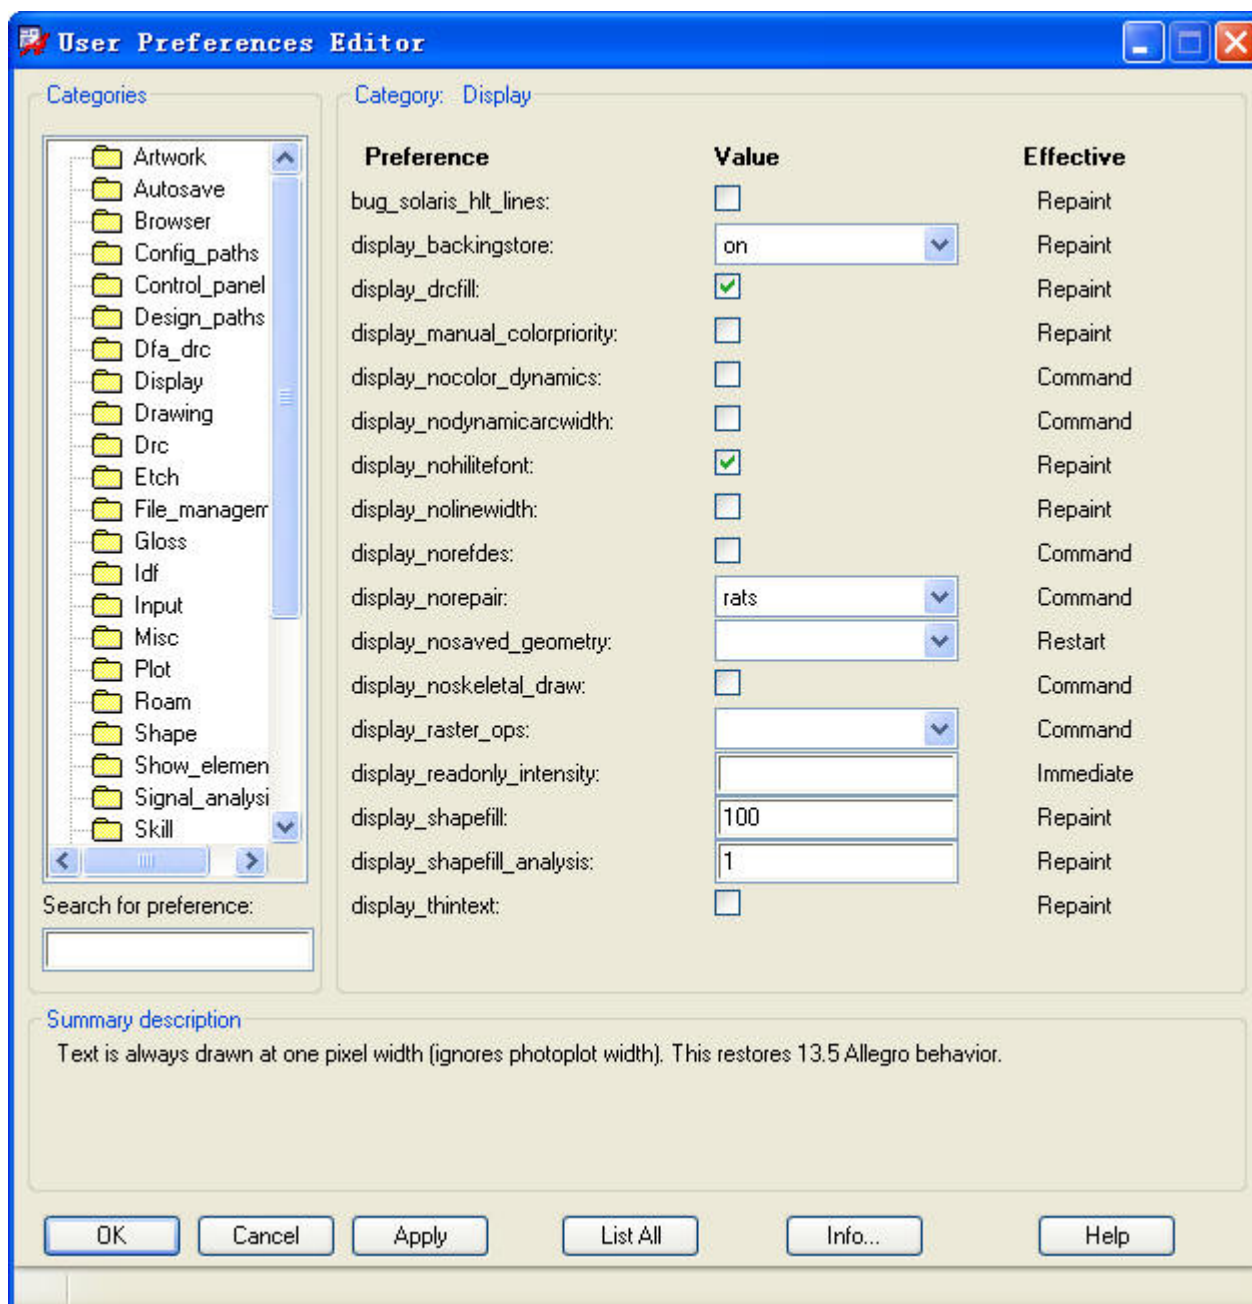 User Preferences Editor
Categories
Artwork
Autosave
Browser
Config_paths
Control_panel
Design_paths
Dfa_drc
Display
Drawing
Drc
Etch
File_managem
Gloss
Idf
Input
Misc
Plot
Roam
Shape
Show_elemen
Signal_analysi
Skill
Search for preference:
Category: Display
Preference Value Effective
bug_solaris_hlt_lines: Repaint
display_backingstore: on Repaint
display_drcfill: Repaint
display_manual_colorpriority: Repaint
display_nocolor_dynamics: Command
display_nodynamicarcwidth: Command
display_nohilitefont: Repaint
display_nolinewidth: Repaint
display_norefdes: Command
display_norepair: rats Command
display_nosaved_geometry: Restart
display_noskeletal_draw: Command
display_raster_ops: Command
display_readonly_intensity: Immediate
display_shapefill: 100 Repaint
display_shapefill_analysis: 1 Repaint
display_thintext: Repaint
Summary description
Text is always drawn at one pixel width (ignores photoplot width). This restores 13.5 Allegro behavior.
OK Cancel Apply List All Info... Help